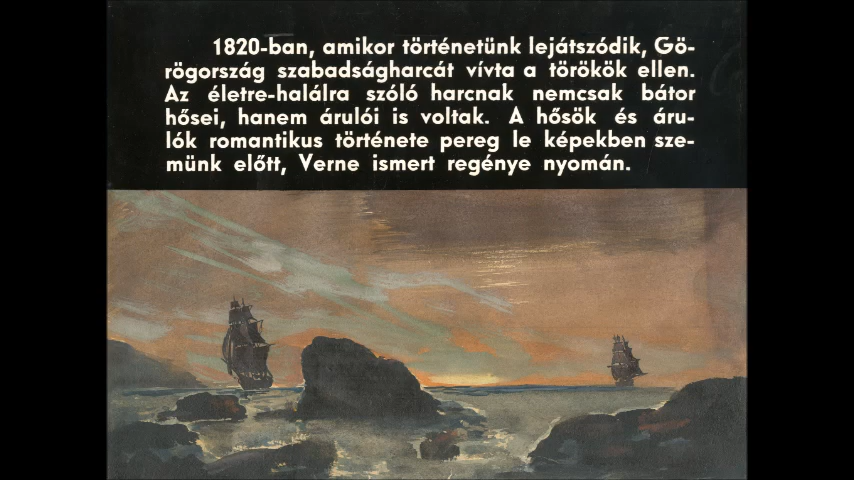 1820-ban, amikor történetünk lejátszódik, Gö-
rögország szabadságharcát vívta a törökök ellen.
Az életre-halálra szóló harcnak nemcsak bátor
hősei, hanem árulói is voltak. A hősök és áru-
lók romantikus története pereg le képekben sze-
münk előtt, Verne ismert regénye nyomán.